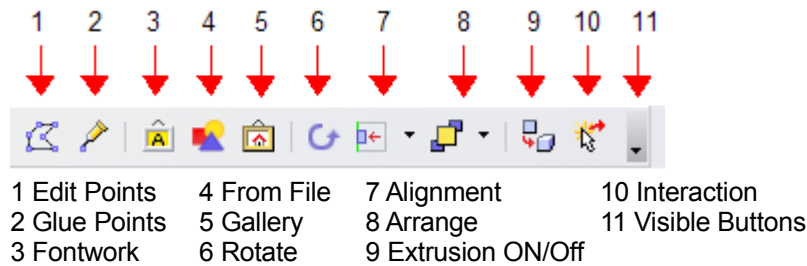 1 2 3 4 5 6 7 8 9 10 11
A
1 Edit Points 4 From File 7 Alignment 10 Interaction
2 Glue Points 5 Gallery 8 Arrange 11 Visible Buttons
3 Fontwork 6 Rotate 9 Extrusion ON/Off